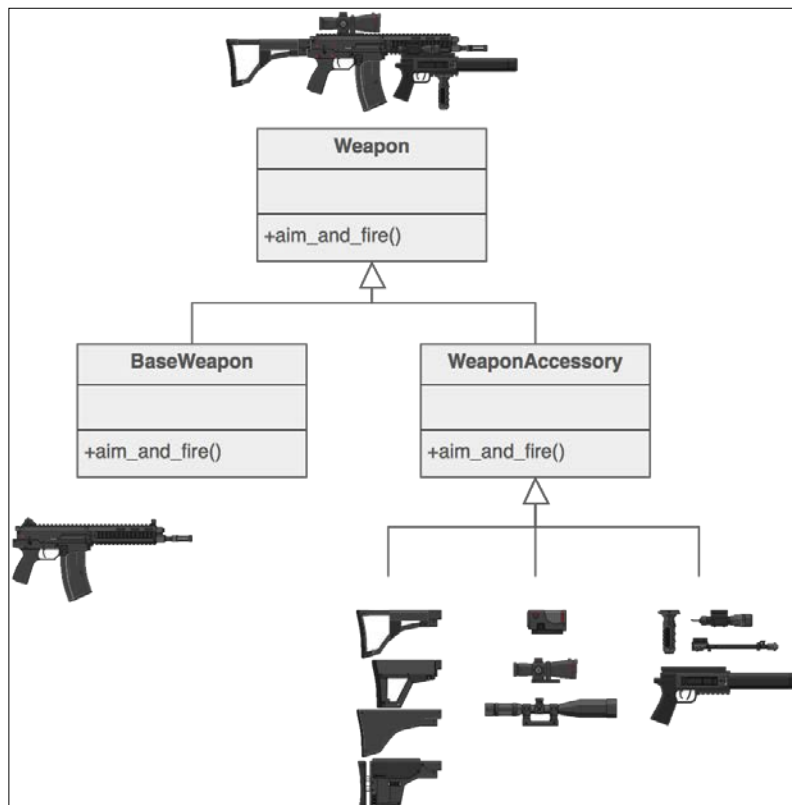 Weapon
+aim_and_fire()
BaseWeapon
WeaponAccessory
+aim_and_fire()
+aim_and_fire()